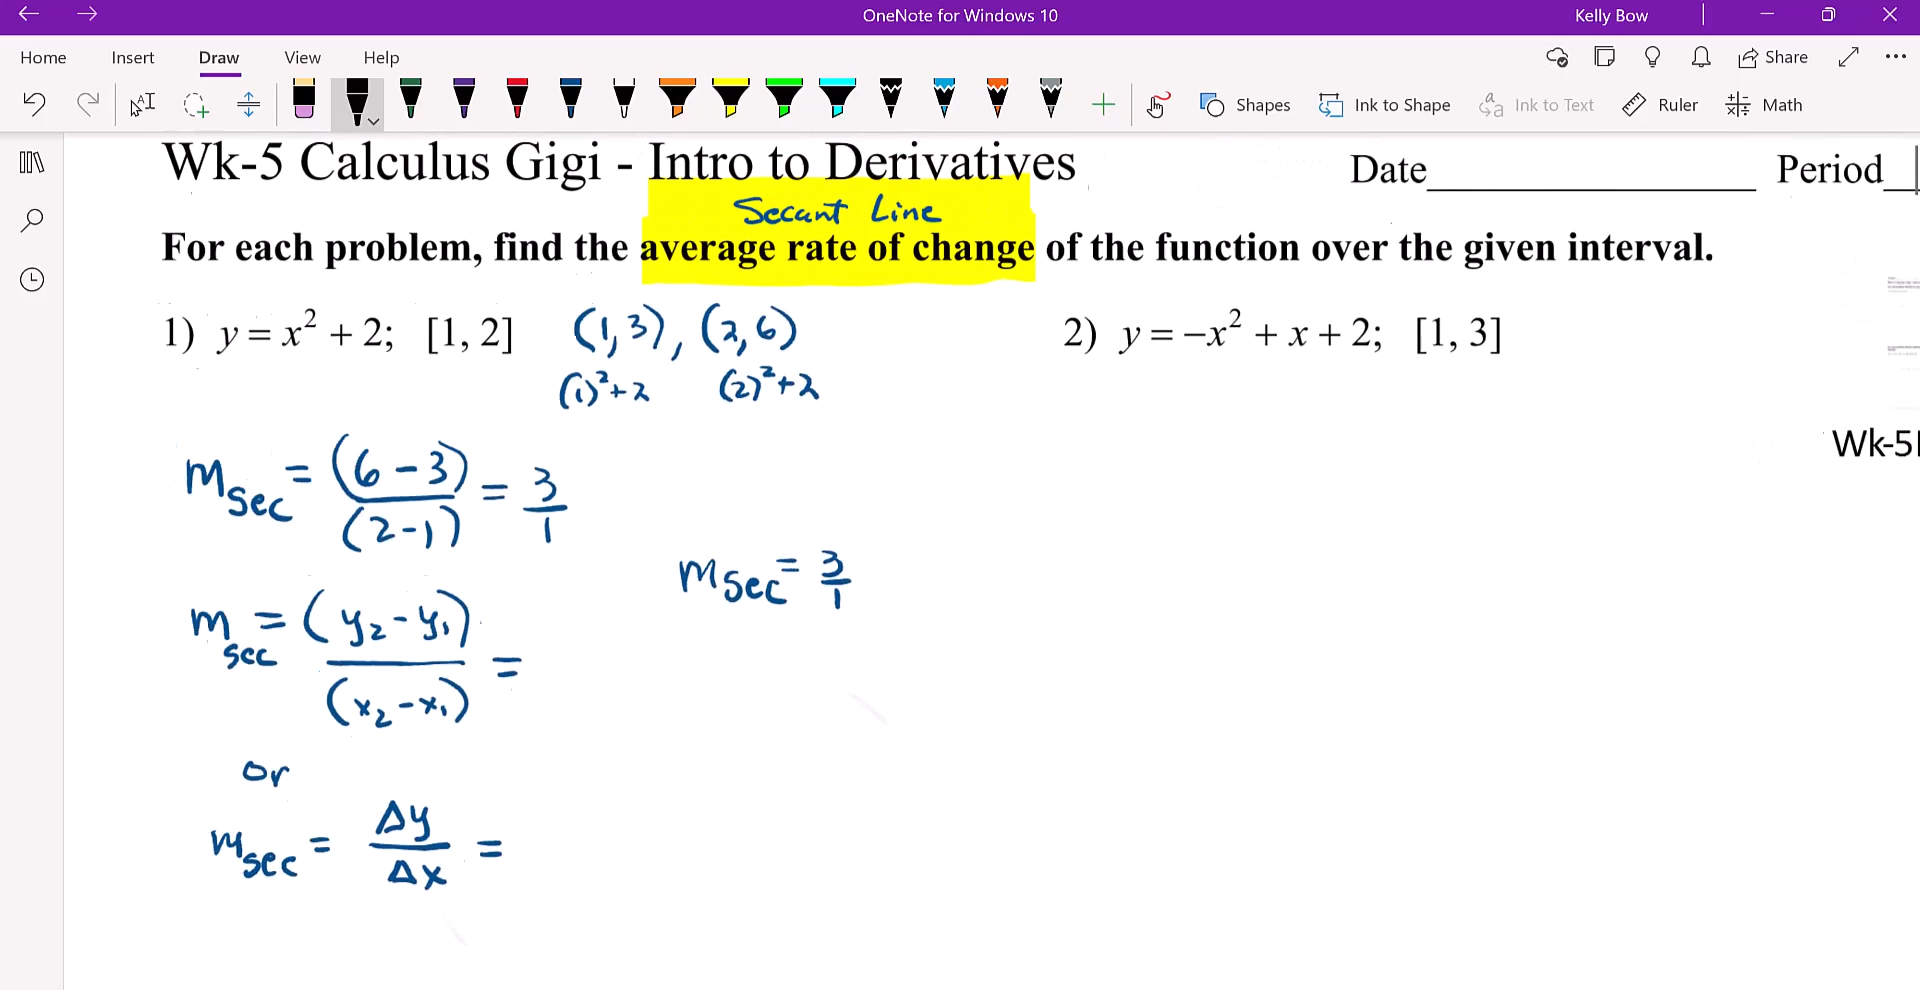 OneNote for Windows 10
Kelly Bow
Home Insert Draw View Help
Share
Shapes Ink to Shape Ink to Text Ruler Math
Wk-5 Calculus Gigi - Intro to Derivatives Date Period
Secant Line
For each problem, find the average rate of change of the function over the given interval.
1) y = x² + 2; [1, 2] (1,3), (2,6)
(1)²+2 (2)²+2
2) y = −x² + x + 2; [1, 3]
Wk-5
m sec = (6-3)/(2-1) = 3/1
m sec = 3/1
m sec = (y₂-y₁)/(x₂-x₁) =
or
m sec = Δy/Δx =